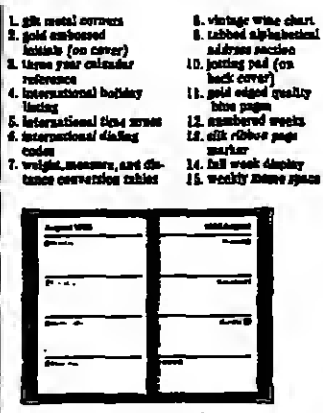 1. gilt metal corners
2. gold embossed
initials (on cover)
3. three year calendar
reference
4. international holiday
listing
5. international time zones
6. international dialing
codes
7. weight, measure, and dis-
tance conversion tables
8. vintage wine chart
9. tabbed alphabetical
address section
10. jotting pad (on
back cover)
11. gold edged quality
blue pages
12. numbered weeks
13. silk ribbon page
marker
14. full week display
15. weekly memo space
August
August